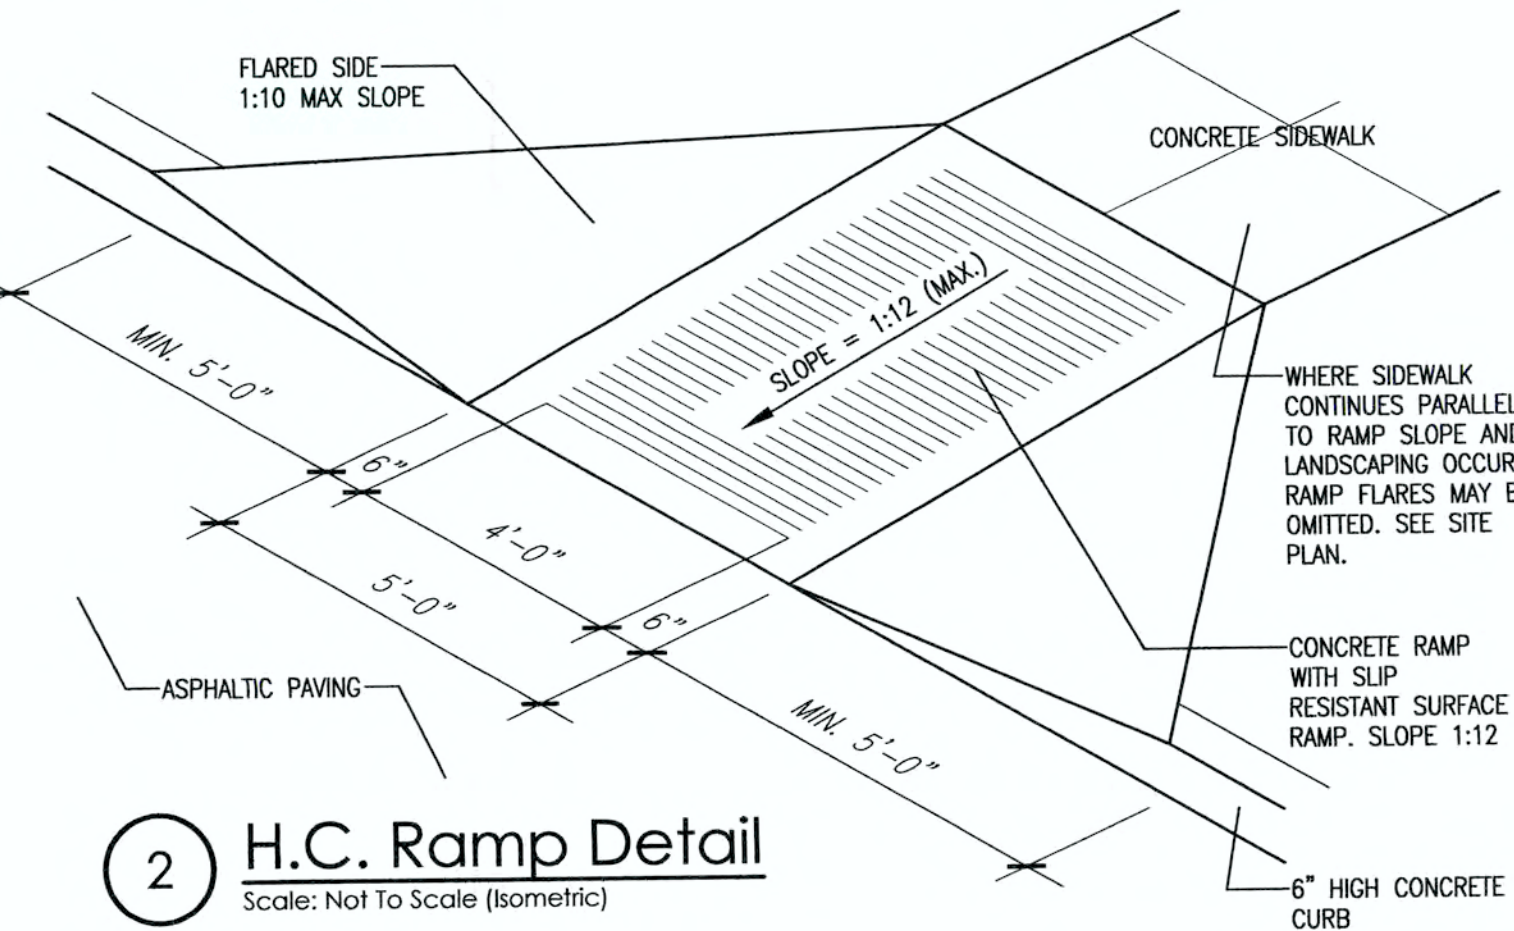 FLARED SIDE
1:10 MAX SLOPE
CONCRETE SIDEWALK
SLOPE = 1:12 (MAX.)
MIN. 5'-0"
6"
4'-0"
5'-0"
6"
MIN. 5'-0"
WHERE SIDEWALK
CONTINUES PARALLEL
TO RAMP SLOPE AND
LANDSCAPING OCCUR
RAMP FLARES MAY
OMITTED. SEE SITE
PLAN.
CONCRETE RAMP
WITH SLIP
RESISTANT SURFACE
RAMP. SLOPE 1:12
ASPHALTIC PAVING
6" HIGH CONCRETE
CURB
2
H.C. Ramp Detail
Scale: Not To Scale (Isometric)